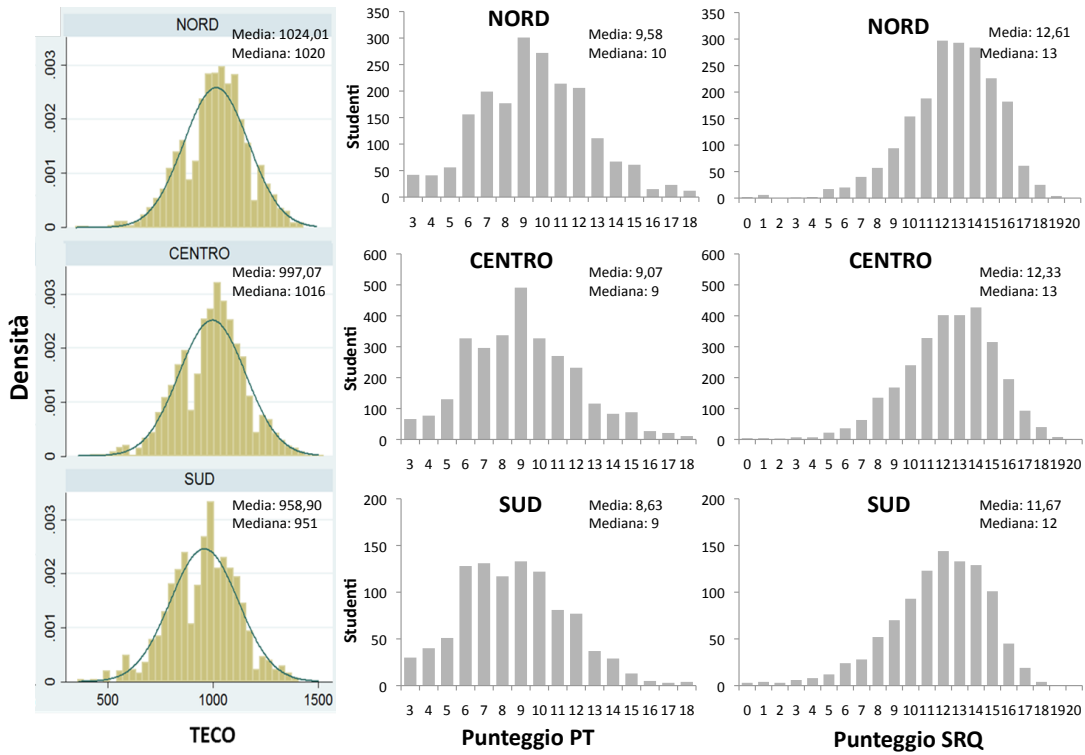 Densità
NORD
Media: 1024,01
Mediana: 1020
.003
.002
.001
0
CENTRO
Media: 997,07
Mediana: 1016
.003
.002
.001
0
SUD
Media: 958,90
Mediana: 951
.003
.002
.001
0
500 1000 1500
TECO
NORD
Media: 9,58
Mediana: 10
Studenti
350
300
250
200
150
100
50
0
3 4 5 6 7 8 9 10 11 12 13 14 15 16 17 18
CENTRO
Media: 9,07
Mediana: 9
Studenti
600
500
400
300
200
100
0
3 4 5 6 7 8 9 10 11 12 13 14 15 16 17 18
SUD
Media: 8,63
Mediana: 9
Studenti
200
150
100
50
0
3 4 5 6 7 8 9 10 11 12 13 14 15 16 17 18
Punteggio PT
NORD
Media: 12,61
Mediana: 13
350
300
250
200
150
100
50
0
0 1 2 3 4 5 6 7 8 9 10 11 12 13 14 15 16 17 18 19 20
CENTRO
Media: 12,33
Mediana: 13
600
500
400
300
200
100
0
0 1 2 3 4 5 6 7 8 9 10 11 12 13 14 15 16 17 18 19 20
SUD
Media: 11,67
Mediana: 12
200
150
100
50
0
0 1 2 3 4 5 6 7 8 9 10 11 12 13 14 15 16 17 18 19 20
Punteggio SRQ